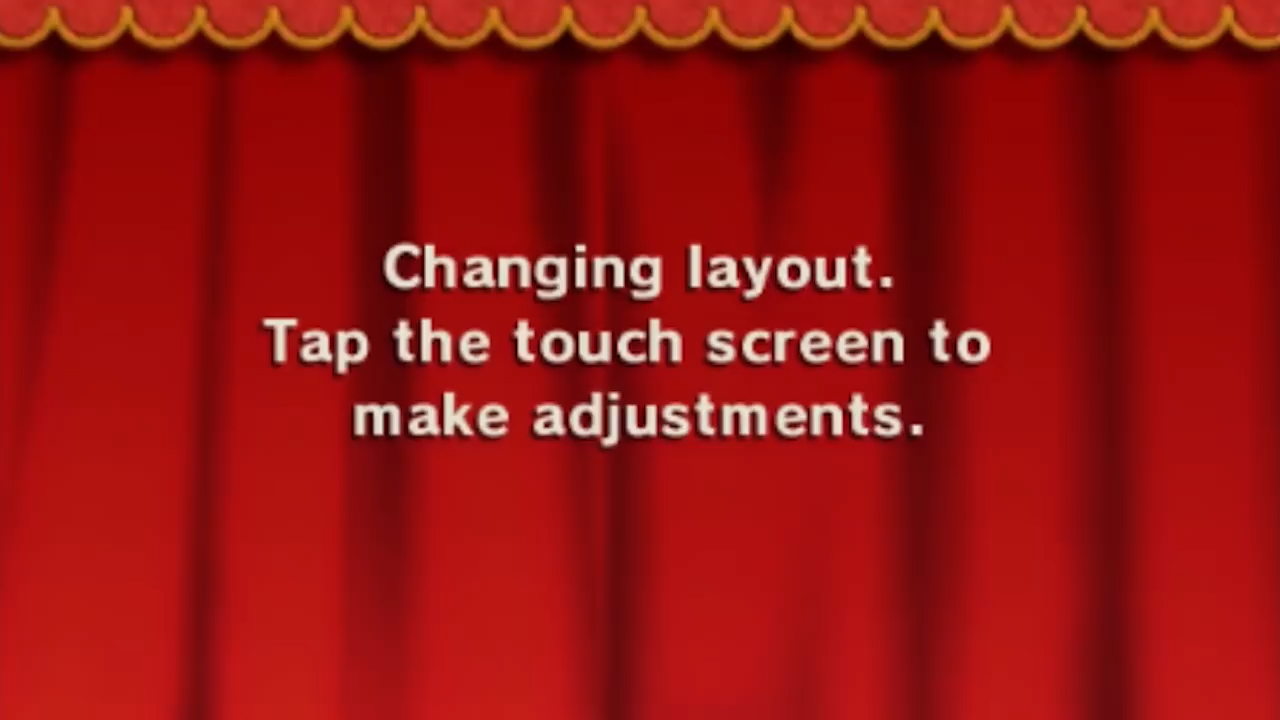 Changing layout.
Tap the touch screen to
make adjustments.